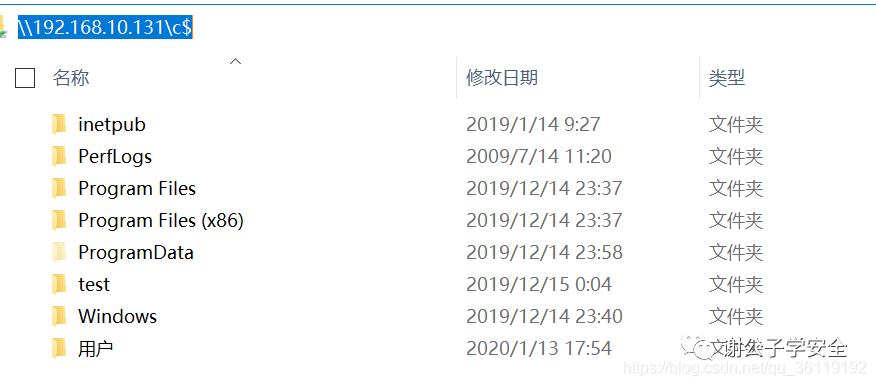 \\192.168.10.131\c$
名称 修改日期 类型
inetpub 2019/1/14 9:27 文件夹
PerfLogs 2009/7/14 11:20 文件夹
Program Files 2019/12/14 23:37 文件夹
Program Files (x86) 2019/12/14 23:37 文件夹
ProgramData 2019/12/14 23:58 文件夹
test 2019/12/15 0:04 文件夹
Windows 2019/12/14 23:40 文件夹
用户 2020/1/13 17:54 文件夹
谢公子学安全
https://blog.csdn.net/qq_36119192